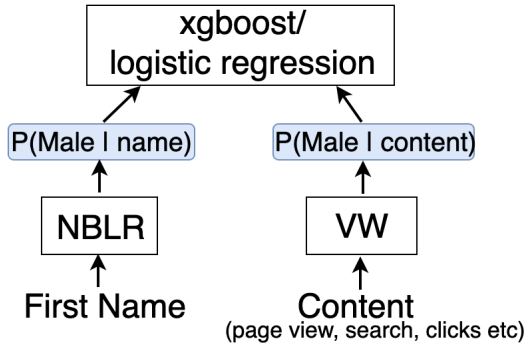 xgboost/
logistic regression
P(Male | name)
P(Male | content)
NBLR
VW
First Name
Content
(page view, search, clicks etc)